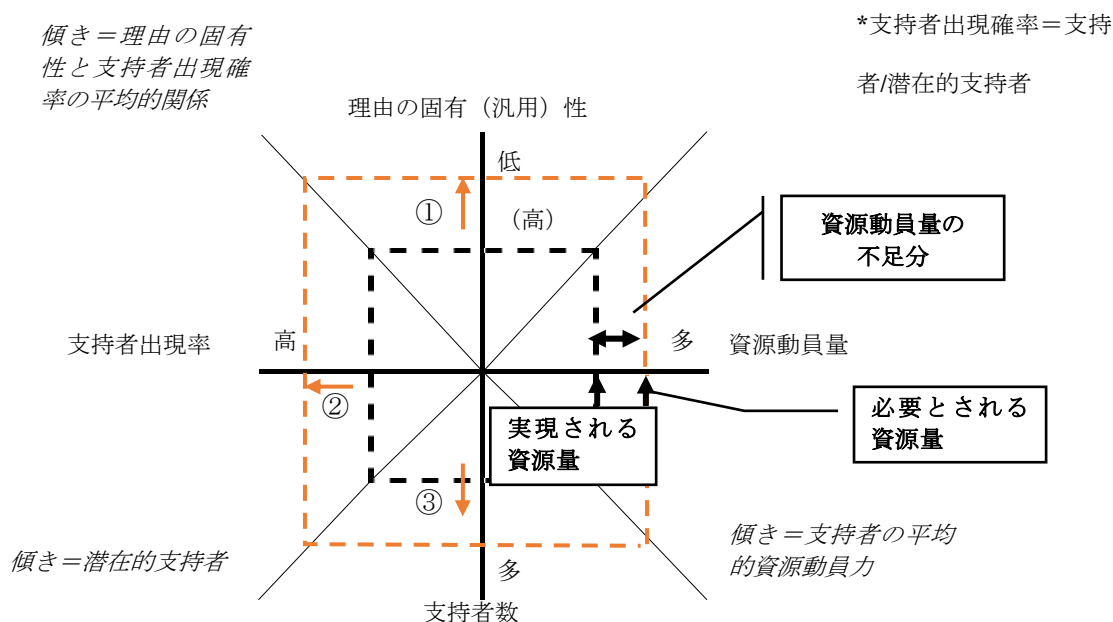 傾き＝理由の固有
性と支持者出現確
率の平均的関係
*支持者出現確率＝支持
者/潜在的支持者
理由の固有（汎用）性
低
①
（高）
資源動員量の
不足分
支持者出現率
高
多
資源動員量
②
実現される
資源量
必要とされる
資源量
③
傾き＝潜在的支持者
傾き＝支持者の平均
的資源動員力
多
支持者数